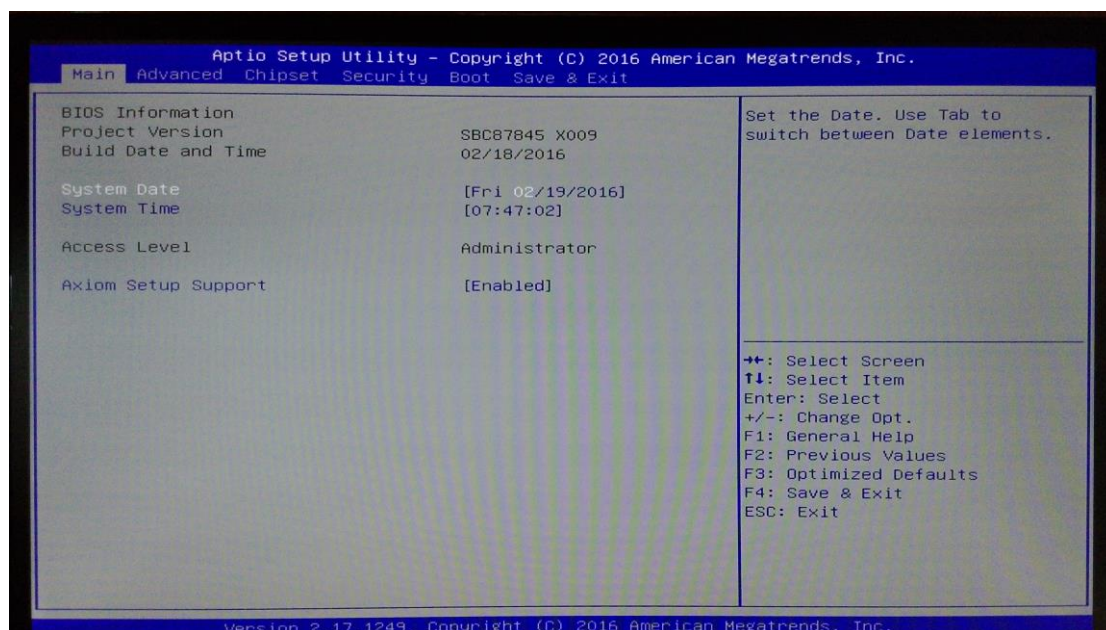 Aptio Setup Utility – Copyright (C) 2016 American Megatrends, Inc.
Main Advanced Chipset Security Boot Save & Exit
BIOS Information
Project Version SBC87845 X009
Build Date and Time 02/18/2016
System Date [Fri 02/19/2016]
System Time [07:47:02]
Access Level Administrator
Axiom Setup Support [Enabled]
Set the Date. Use Tab to
switch between Date elements.
→←: Select Screen
↑↓: Select Item
Enter: Select
+/-: Change Opt.
F1: General Help
F2: Previous Values
F3: Optimized Defaults
F4: Save & Exit
ESC: Exit
Version 2.17.1249. Copyright (C) 2016 American Megatrends, Inc.